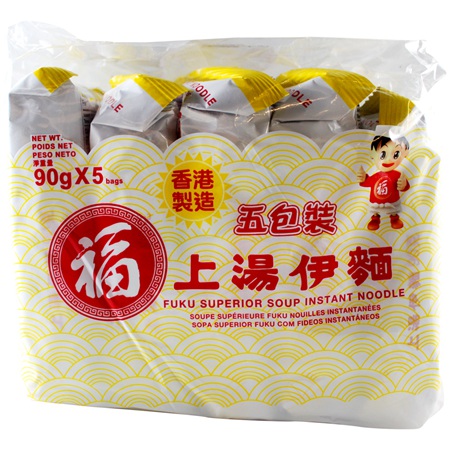 NOODLE
NOODLE
NET WT.
POIDS NET
PESO NETO
淨重量
90g X 5 bags
香港
製造
五包裝
福
福
上湯伊麵
FUKU SUPERIOR SOUP INSTANT NOODLE
SOUPE SUPÉRIEURE FUKU NOUILLES INSTANTANÉES
SOPA SUPERIOR FUKU COM FIDEOS INSTANTÂNEOS